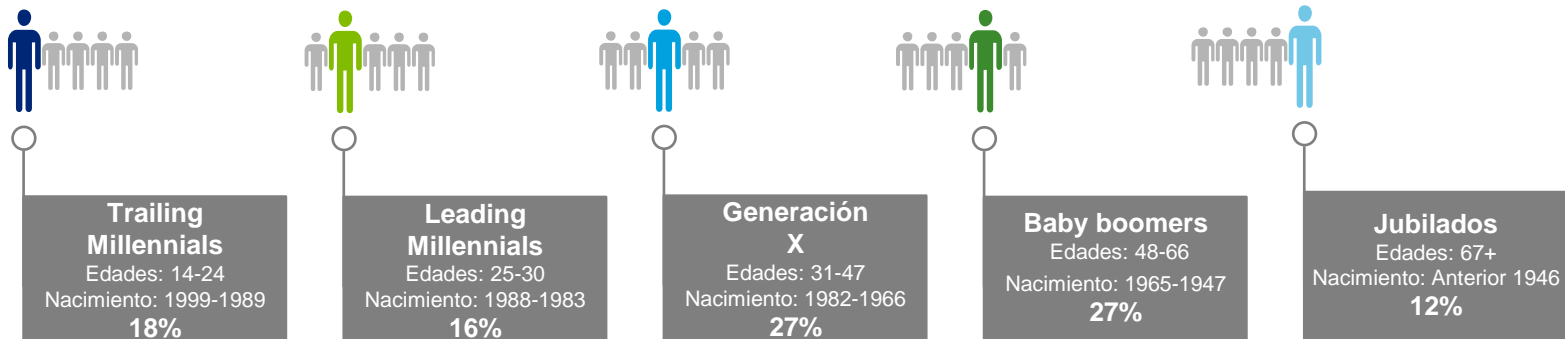 Trailing
Millennials
Edades: 14-24
Nacimiento: 1999-1989
18%
Leading
Millennials
Edades: 25-30
Nacimiento: 1988-1983
16%
Generación
X
Edades: 31-47
Nacimiento: 1982-1966
27%
Baby boomers
Edades: 48-66
Nacimiento: 1965-1947
27%
Jubilados
Edades: 67+
Nacimiento: Anterior 1946
12%